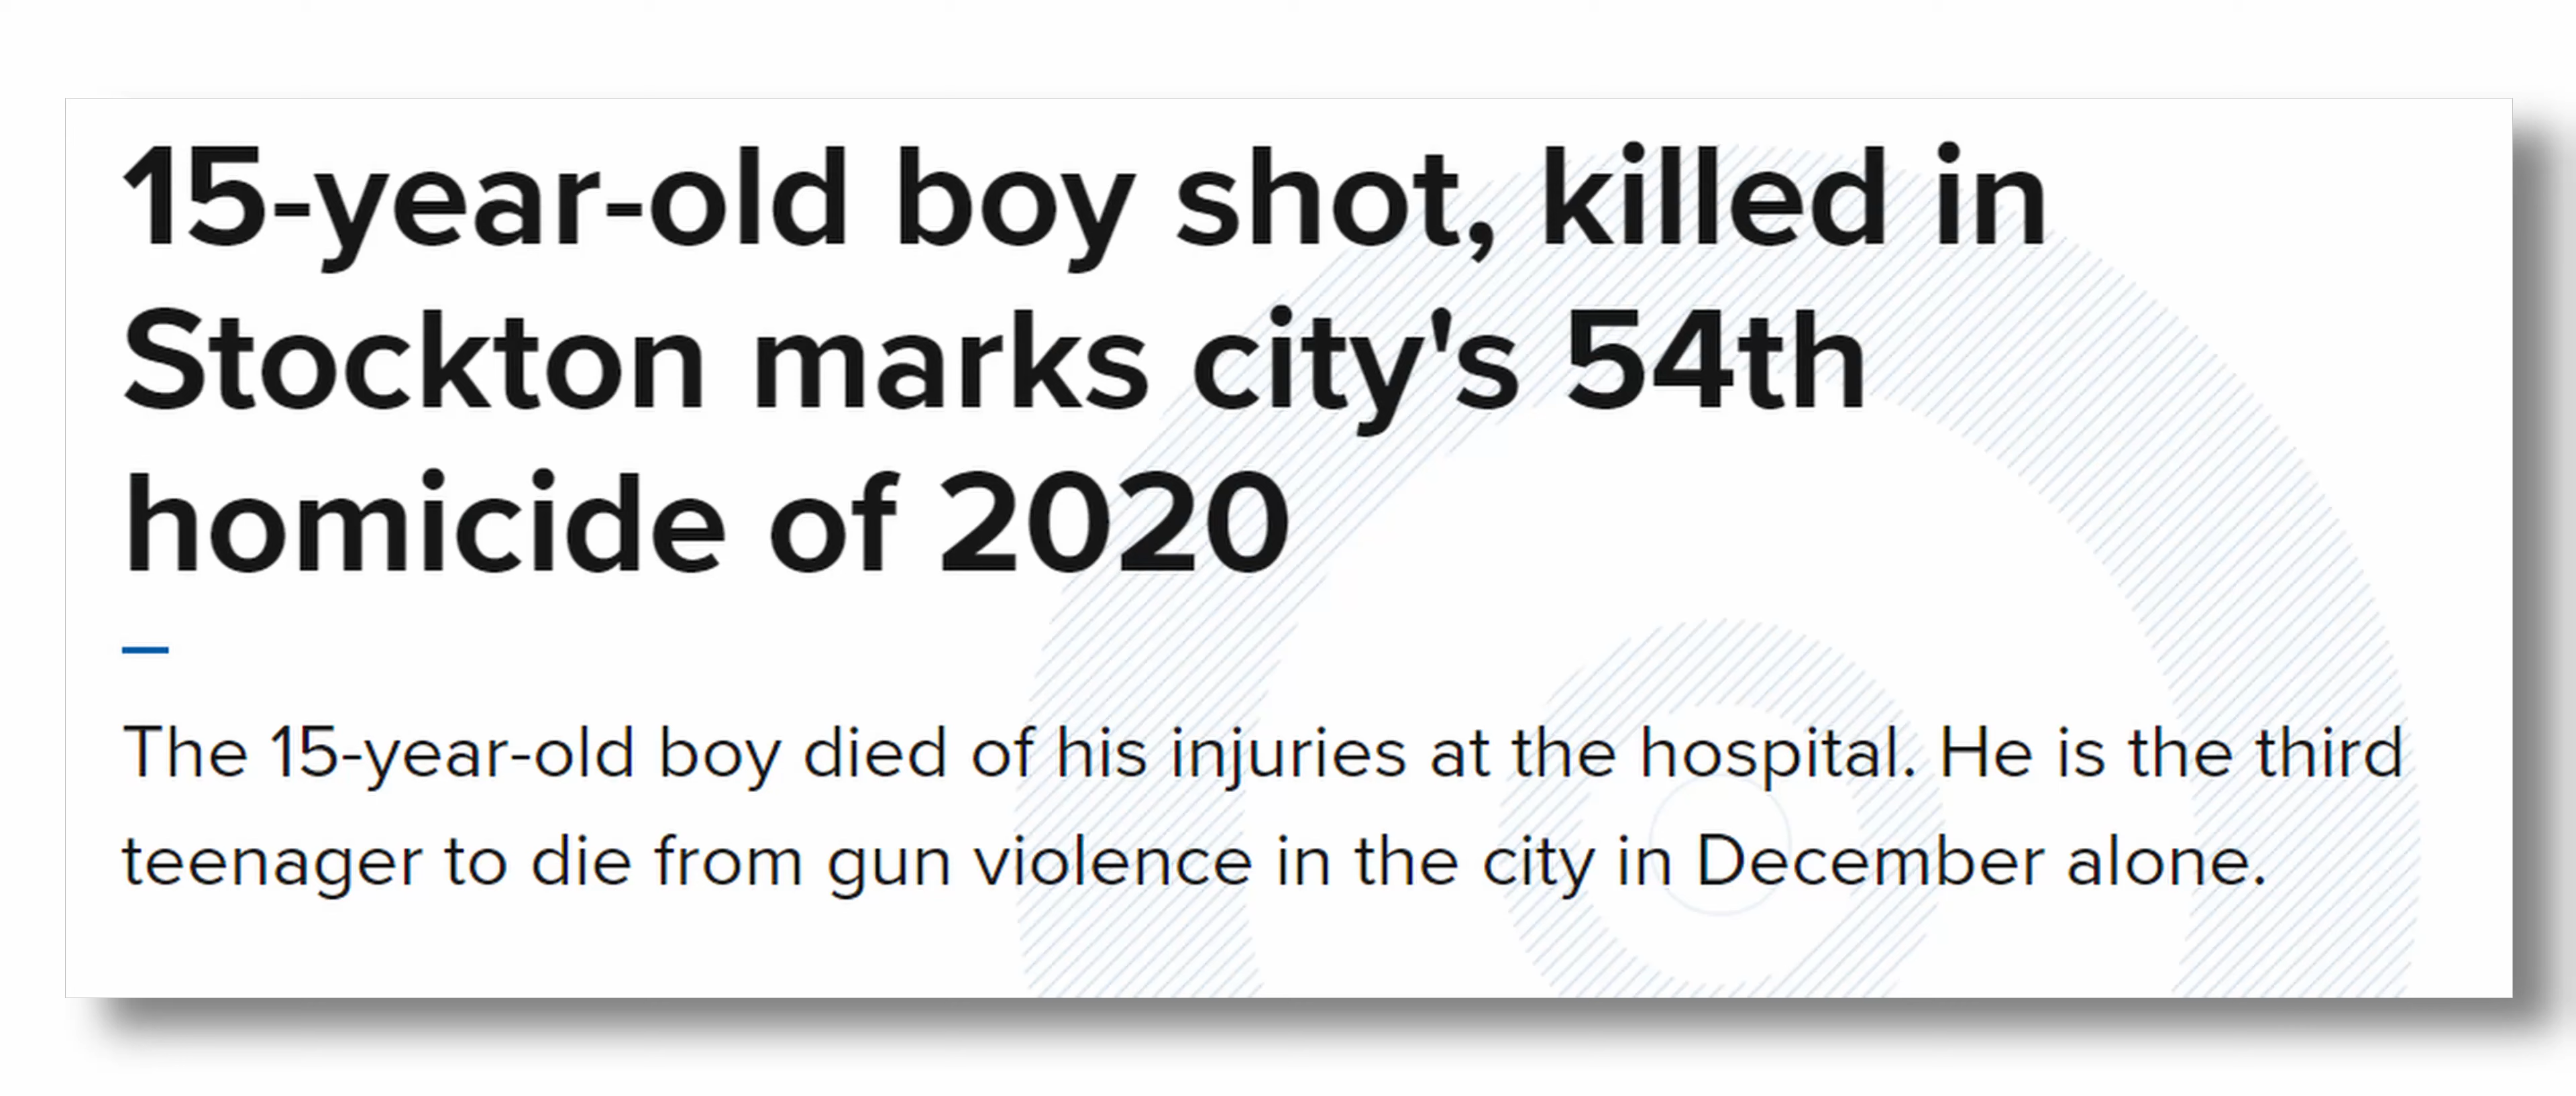 15-year-old boy shot, killed in
Stockton marks city's 54th
homicide of 2020
The 15-year-old boy died of his injuries at the hospital. He is the third
teenager to die from gun violence in the city in December alone.